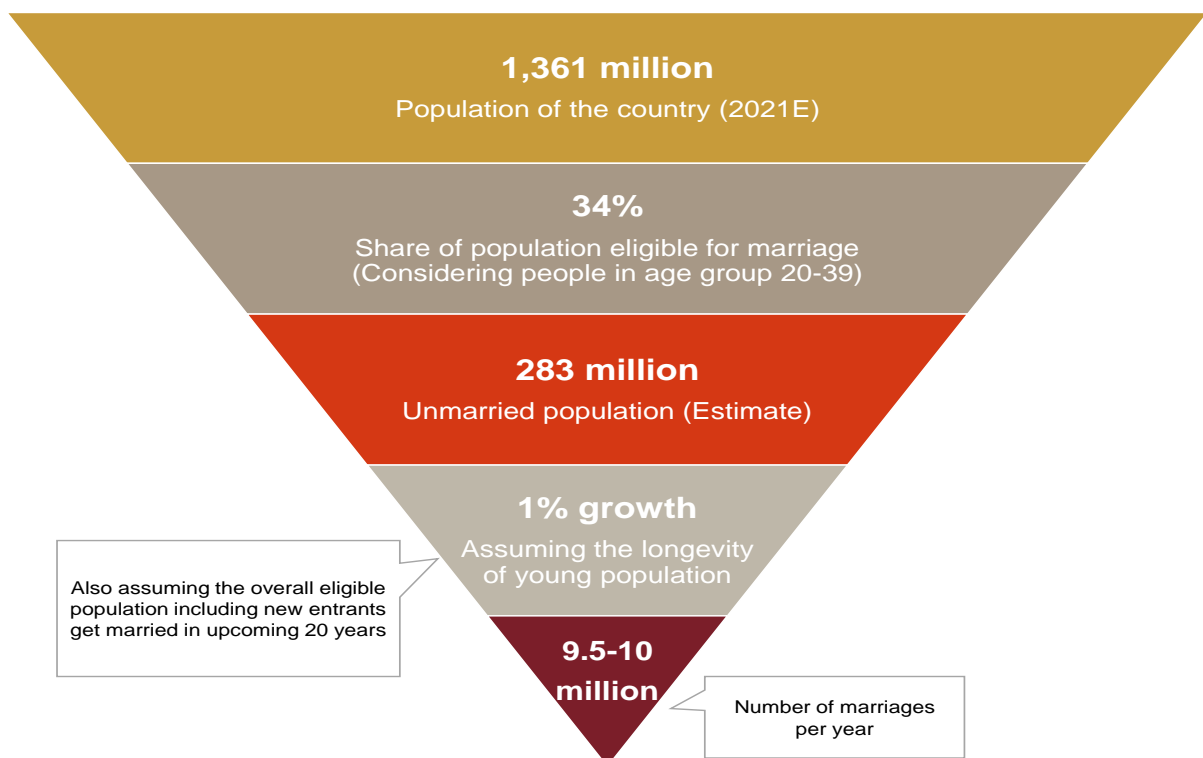 1,361 million
Population of the country (2021E)
34%
Share of population eligible for marriage
(Considering people in age group 20-39)
283 million
Unmarried population (Estimate)
1% growth
Assuming the longevity
of young population
Also assuming the overall eligible
population including new entrants
get married in upcoming 20 years
9.5-10
million
Number of marriages
per year